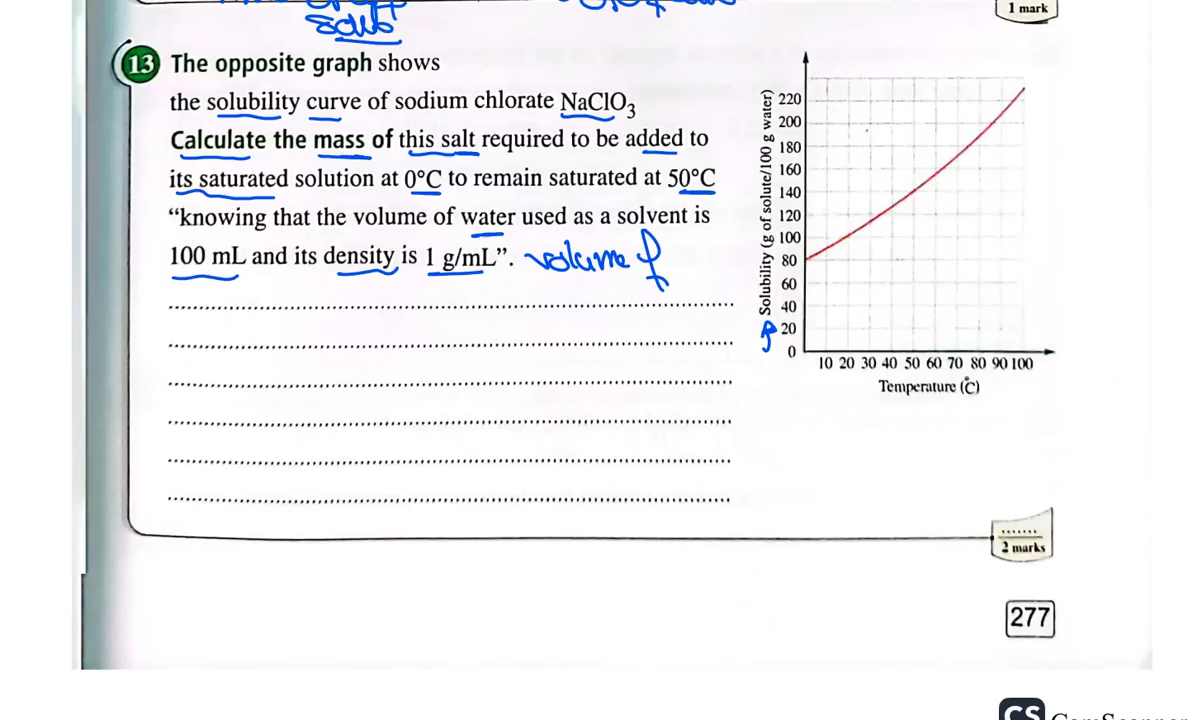 salt
1 mark
13 The opposite graph shows
the solubility curve of sodium chlorate NaClO₃
Calculate the mass of this salt required to be added to
its saturated solution at 0°C to remain saturated at 50°C
“knowing that the volume of water used as a solvent is
100 mL and its density is 1 g/mL”. volume of
Solubility (g of solute/100 g water)
220
200
180
160
140
120
100
80
60
40
20
0
10 20 30 40 50 60 70 80 90 100
Temperature (°C)
.......
2 marks
277
CS CamScanner